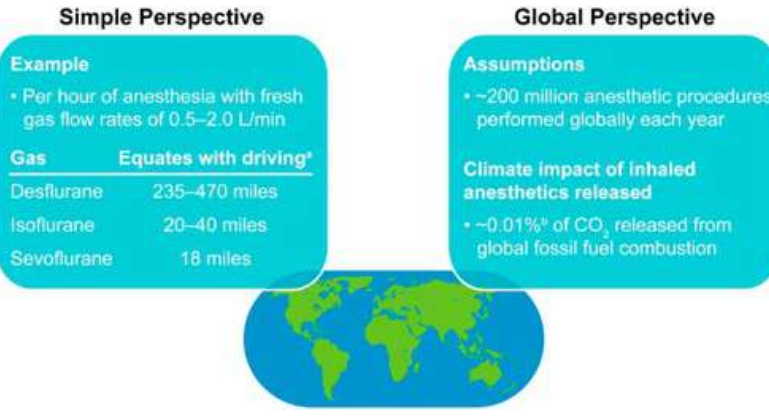 Simple Perspective
Example
• Per hour of anesthesia with fresh
gas flow rates of 0.5–2.0 L/min
Gas Equates with drivingᵃ
Desflurane 235–470 miles
Isoflurane 20–40 miles
Sevoflurane 18 miles
Global Perspective
Assumptions
• ~200 million anesthetic procedures
performed globally each year
Climate impact of inhaled
anesthetics released
• ~0.01%ᵇ of CO₂ released from
global fossil fuel combustion